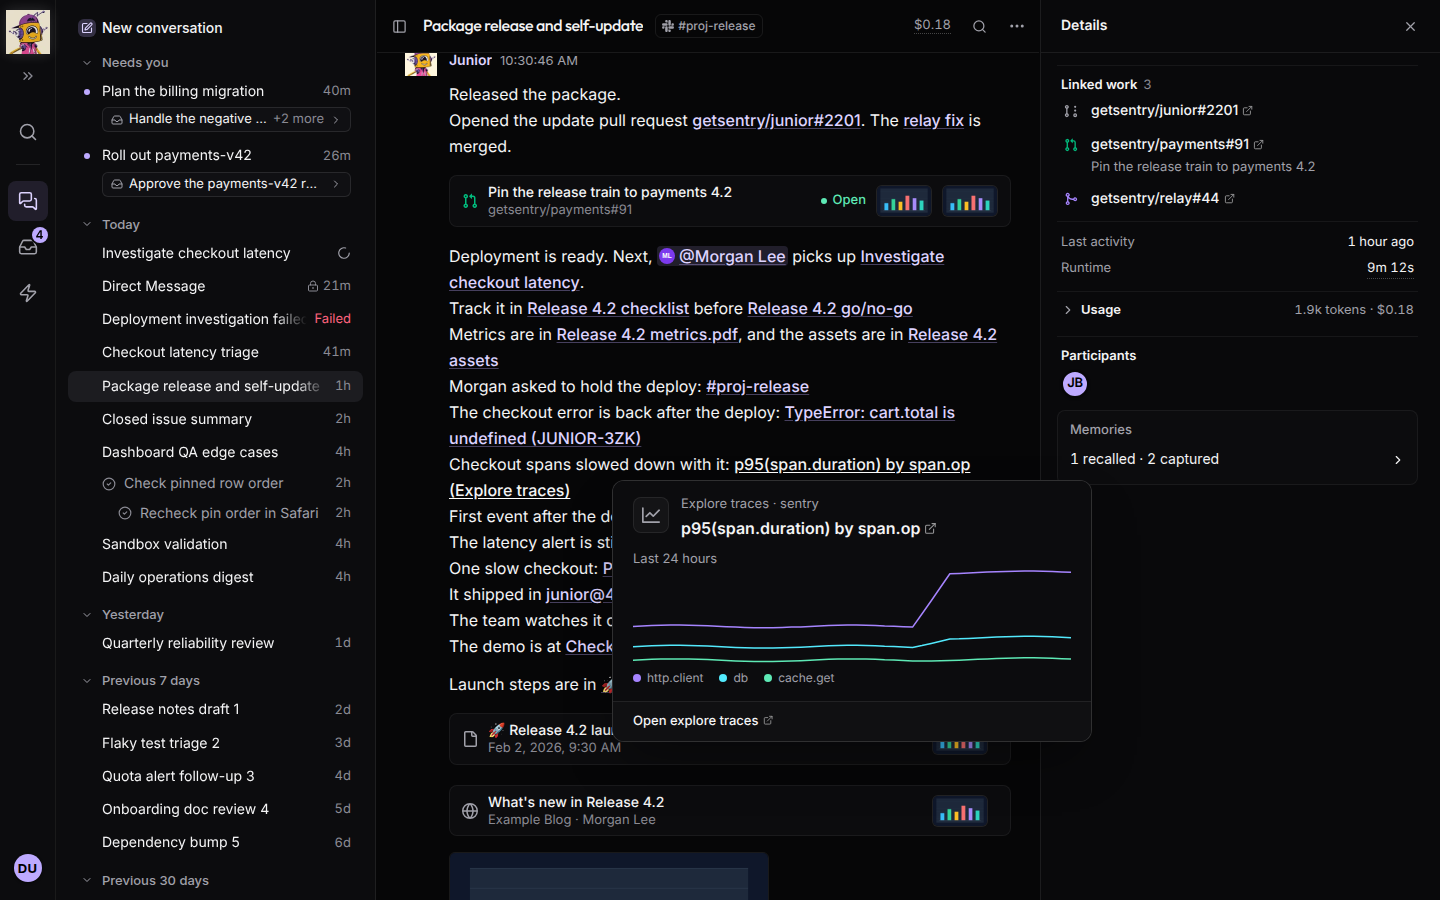 New conversation
Needs you
Plan the billing migration 40m
Handle the negative ... +2 more
Roll out payments-v42 26m
Approve the payments-v42 r...
Today
Investigate checkout latency
Direct Message 21m
Deployment investigation failed Failed
Checkout latency triage 41m
Package release and self-update 1h
Closed issue summary 2h
Dashboard QA edge cases 4h
Check pinned row order 2h
Recheck pin order in Safari 2h
Sandbox validation 4h
Daily operations digest 4h
Yesterday
Quarterly reliability review 1d
Previous 7 days
Release notes draft 1 2d
Flaky test triage 2 3d
Quota alert follow-up 3 4d
Onboarding doc review 4 5d
Dependency bump 5 6d
Previous 30 days
4
DU
Package release and self-update #proj-release $0.18
Junior 10:30:46 AM
Released the package.
Opened the update pull request getsentry/junior#2201. The relay fix is
merged.
Pin the release train to payments 4.2
getsentry/payments#91
Open
Deployment is ready. Next, ML @Morgan Lee picks up Investigate
checkout latency.
Track it in Release 4.2 checklist before Release 4.2 go/no-go
Metrics are in Release 4.2 metrics.pdf, and the assets are in Release 4.2
assets
Morgan asked to hold the deploy: #proj-release
The checkout error is back after the deploy: TypeError: cart.total is
undefined (JUNIOR-3ZK)
Checkout spans slowed down with it: p95(span.duration) by span.op
(Explore traces)
First event after the d
The latency alert is sti
One slow checkout: P
It shipped in junior@4
The team watches it o
The demo is at Check
Launch steps are in 🚀
🚀 Release 4.2 lau
Feb 2, 2026, 9:30 AM
What's new in Release 4.2
Example Blog · Morgan Lee
Explore traces · sentry
p95(span.duration) by span.op
Last 24 hours
http.client db cache.get
Open explore traces
Details
Linked work 3
getsentry/junior#2201
getsentry/payments#91
Pin the release train to payments 4.2
getsentry/relay#44
Last activity 1 hour ago
Runtime 9m 12s
Usage 1.9k tokens · $0.18
Participants
JB
Memories
1 recalled · 2 captured